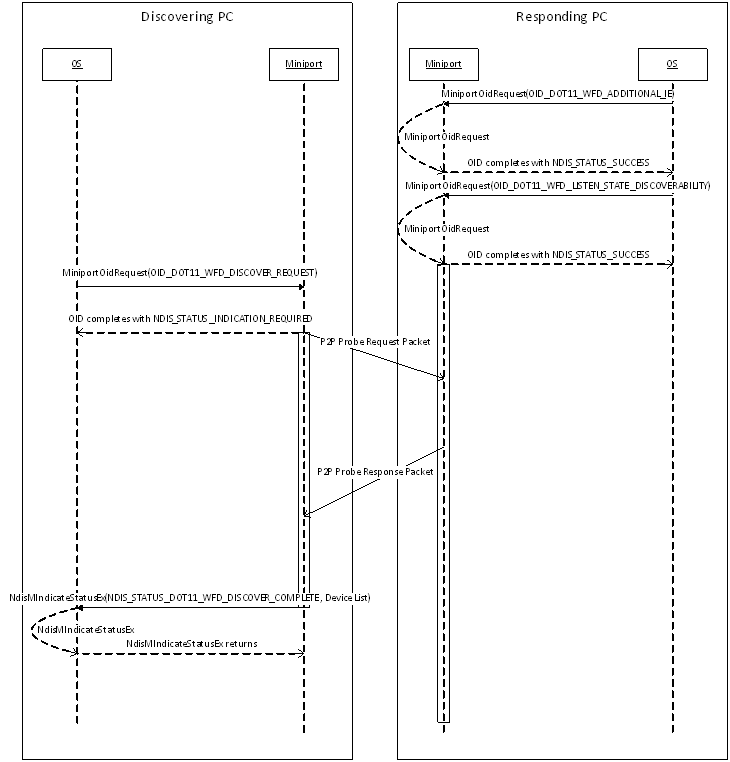 Discovering PC
Responding PC
OS
Miniport
Miniport
OS
MiniportOidRequest(OID_DOT11_WFD_ADDITIONAL_IE)
MiniportOidRequest
OID completes with NDIS_STATUS_SUCCESS
MiniportOidRequest(OID_DOT11_WFD_LISTEN_STATE_DISCOVERABILITY)
MiniportOidRequest
OID completes with NDIS_STATUS_SUCCESS
MiniportOidRequest(OID_DOT11_WFD_DISCOVER_REQUEST)
OID completes with NDIS_STATUS_INDICATION_REQUIRED
P2P Probe Request Packet
P2P Probe Response Packet
NdisMIndicateStatusEx(NDIS_STATUS_DOT11_WFD_DISCOVER_COMPLETE, Device List)
NdisMIndicateStatusEx
NdisMIndicateStatusEx returns